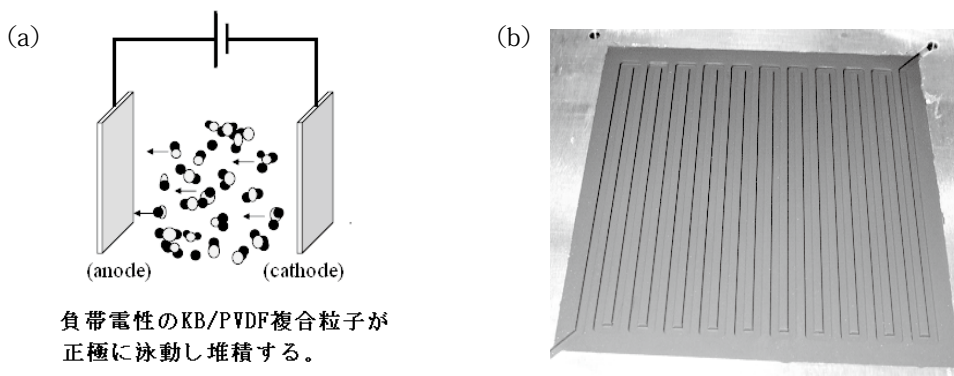 (a)
(b)
(anode)
(cathode)
負帯電性のKB/PVDF複合粒子が
正極に泳動し堆積する。